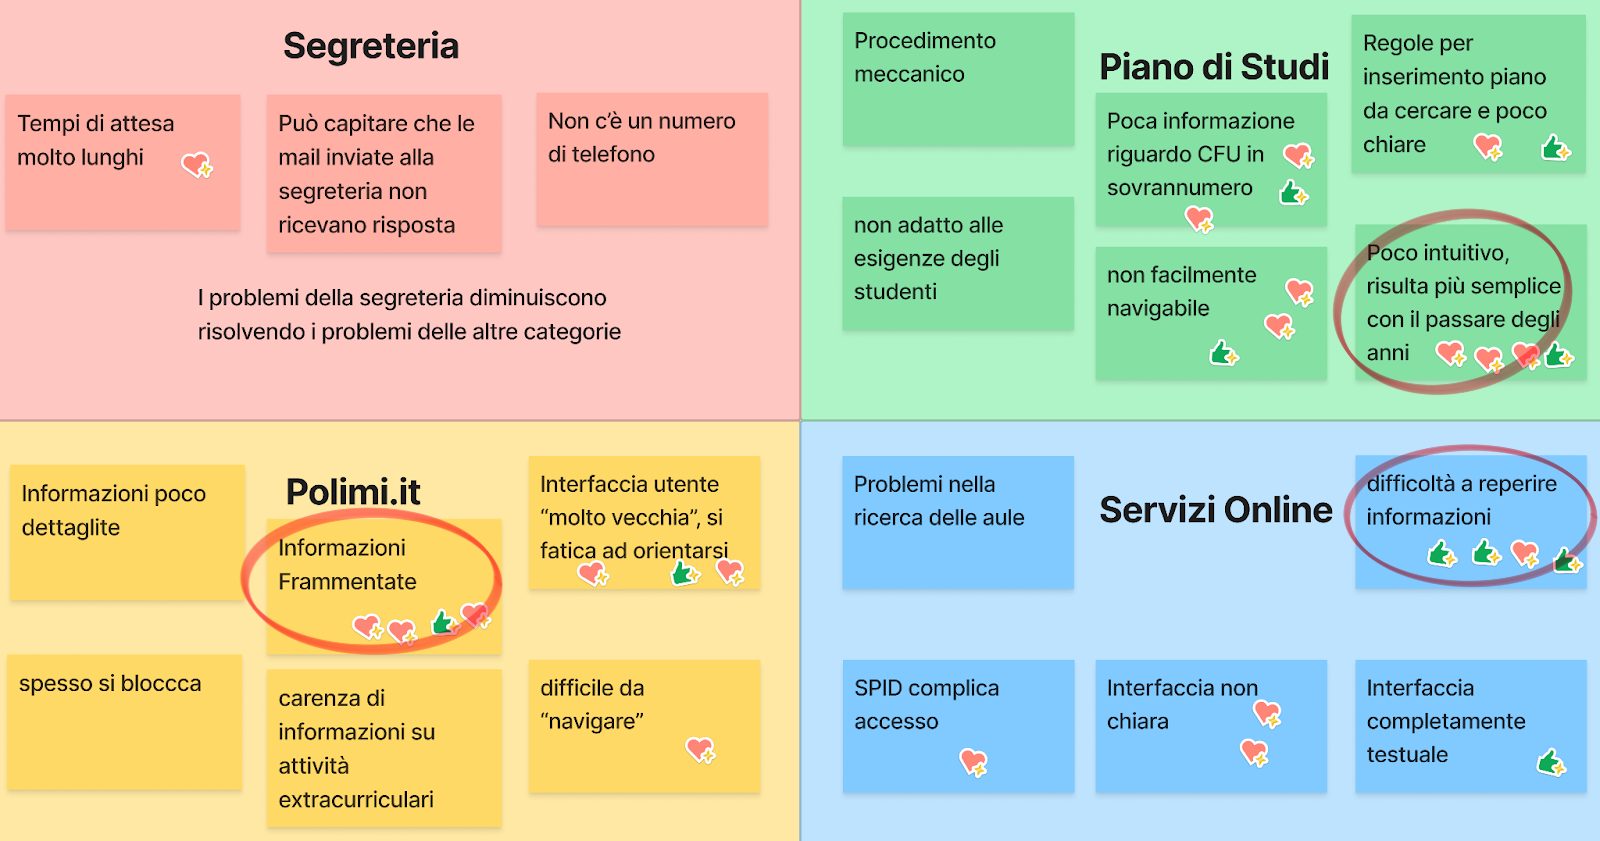 Segreteria
Tempi di attesa
molto lunghi
Può capitare che le
mail inviate alla
segreteria non
ricevano risposta
Non c’è un numero
di telefono
I problemi della segreteria diminuiscono
risolvendo i problemi delle altre categorie
Piano di Studi
Procedimento
meccanico
Poca informazione
riguardo CFU in
sovrannumero
Regole per
inserimento piano
da cercare e poco
chiare
non adatto alle
esigenze degli
studenti
non facilmente
navigabile
Poco intuitivo,
risulta più semplice
con il passare degli
anni
Polimi.it
Informazioni poco
dettaglite
Informazioni
Frammentate
Interfaccia utente
“molto vecchia”, si
fatica ad orientarsi
spesso si bloccca
carenza di
informazioni su
attività
extracurriculari
difficile da
“navigare”
Servizi Online
Problemi nella
ricerca delle aule
difficoltà a reperire
informazioni
SPID complica
accesso
Interfaccia non
chiara
Interfaccia
completamente
testuale